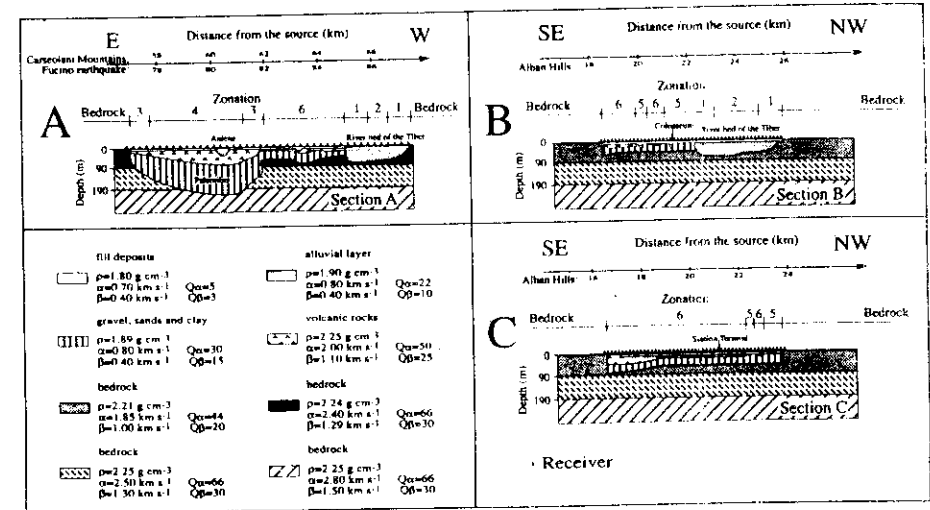 E
Distance from the source (km)
W
Carseolani Mountains
Fucino earthquake
78 80 82 84 86
Zonation
Bedrock 3 4 3 6 1 2 1 Bedrock
A
Aniene
River bed of the Tiber
0
90
190
Depth (m)
Section A
SE
Distance from the source (km)
NW
Alban Hills 18 20 22 24 26
Zonation
Bedrock 6 5 6 5 1 2 1 Bedrock
B
River bed of the Tiber
0
90
190
Depth (m)
Section B
fill deposits
ρ=1.80 g cm-3
α=0.70 km s-1 Qα=5
β=0.40 km s-1 Qβ=3
alluvial layer
ρ=1.90 g cm-3
α=0.80 km s-1 Qα=22
β=0.40 km s-1 Qβ=10
gravel, sands and clay
ρ=1.89 g cm-3
α=0.80 km s-1 Qα=30
β=0.40 km s-1 Qβ=15
volcanic rocks
ρ=2.25 g cm-3
α=2.00 km s-1 Qα=50
β=1.10 km s-1 Qβ=25
bedrock
ρ=2.21 g cm-3
α=1.85 km s-1 Qα=44
β=1.00 km s-1 Qβ=20
bedrock
ρ=2.24 g cm-3
α=2.40 km s-1 Qα=66
β=1.29 km s-1 Qβ=30
bedrock
ρ=2.25 g cm-3
α=2.50 km s-1 Qα=66
β=1.30 km s-1 Qβ=30
bedrock
ρ=2.25 g cm-3
α=2.80 km s-1 Qα=66
β=1.50 km s-1 Qβ=30
SE
Distance from the source (km)
NW
Alban Hills 18 20 22 24
Zonation
Bedrock 6 5 6 5 Bedrock
C
0
90
190
Depth (m)
Section C
Receiver